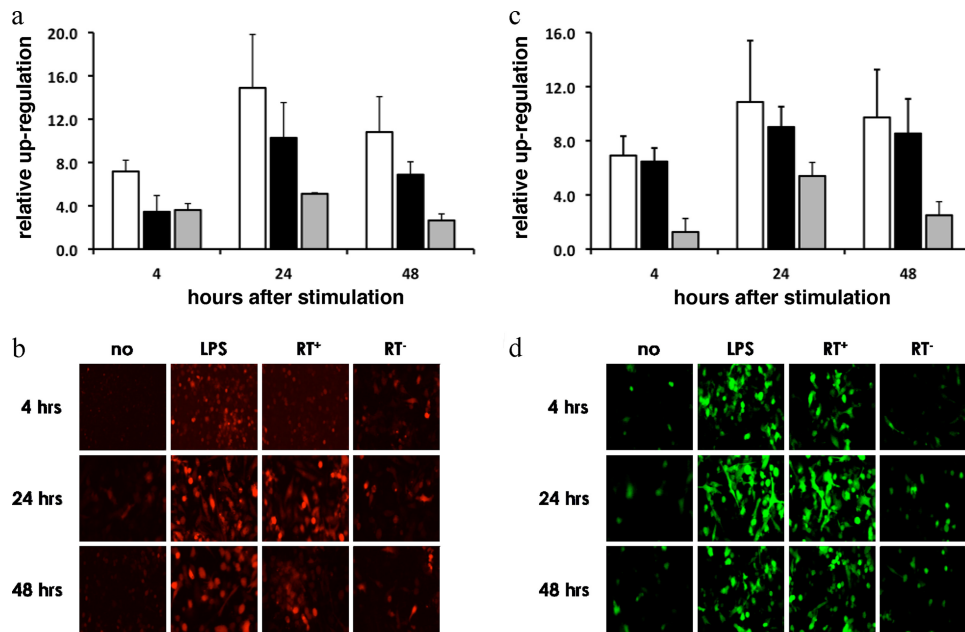 a
relative up-regulation
20.0
16.0
12.0
8.0
4.0
0.0
4 24 48
hours after stimulation
c
relative up-regulation
16.0
12.0
8.0
4.0
0.0
4 24 48
hours after stimulation
b
no LPS RT⁺ RT⁻
4 hrs
24 hrs
48 hrs
d
no LPS RT⁺ RT⁻
4 hrs
24 hrs
48 hrs